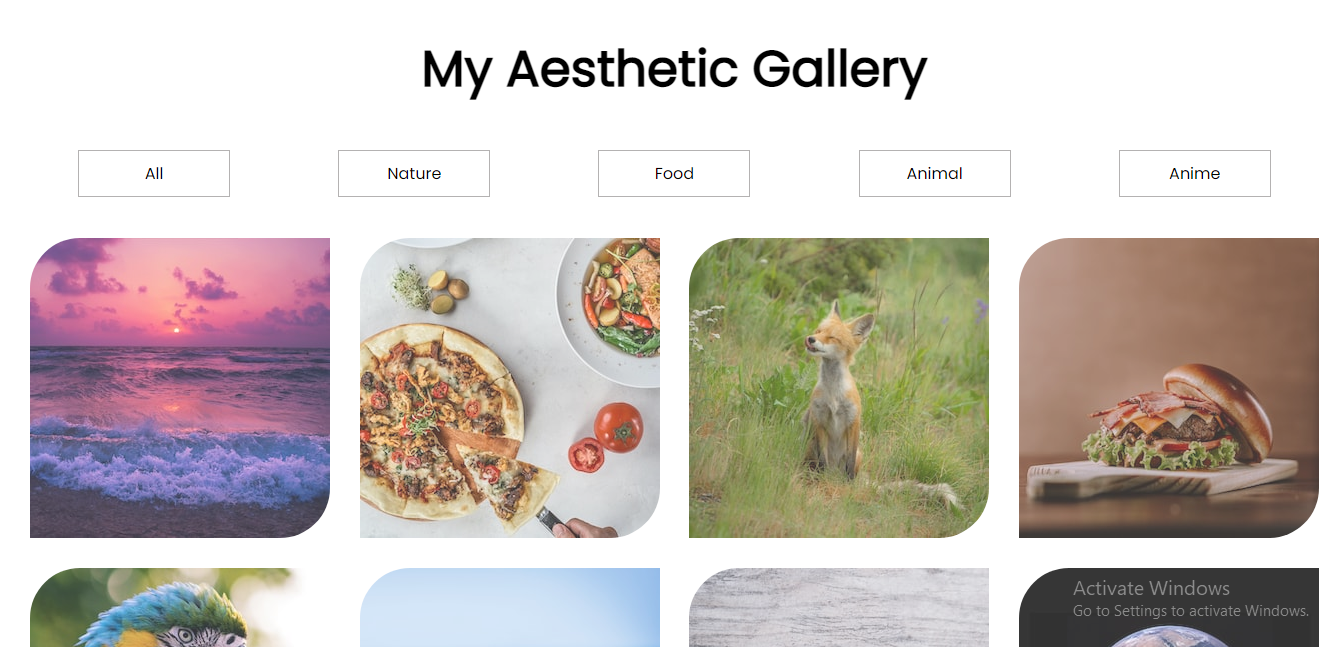 My Aesthetic Gallery
All
Nature
Food
Animal
Anime
Activate Windows
Go to Settings to activate Windows.